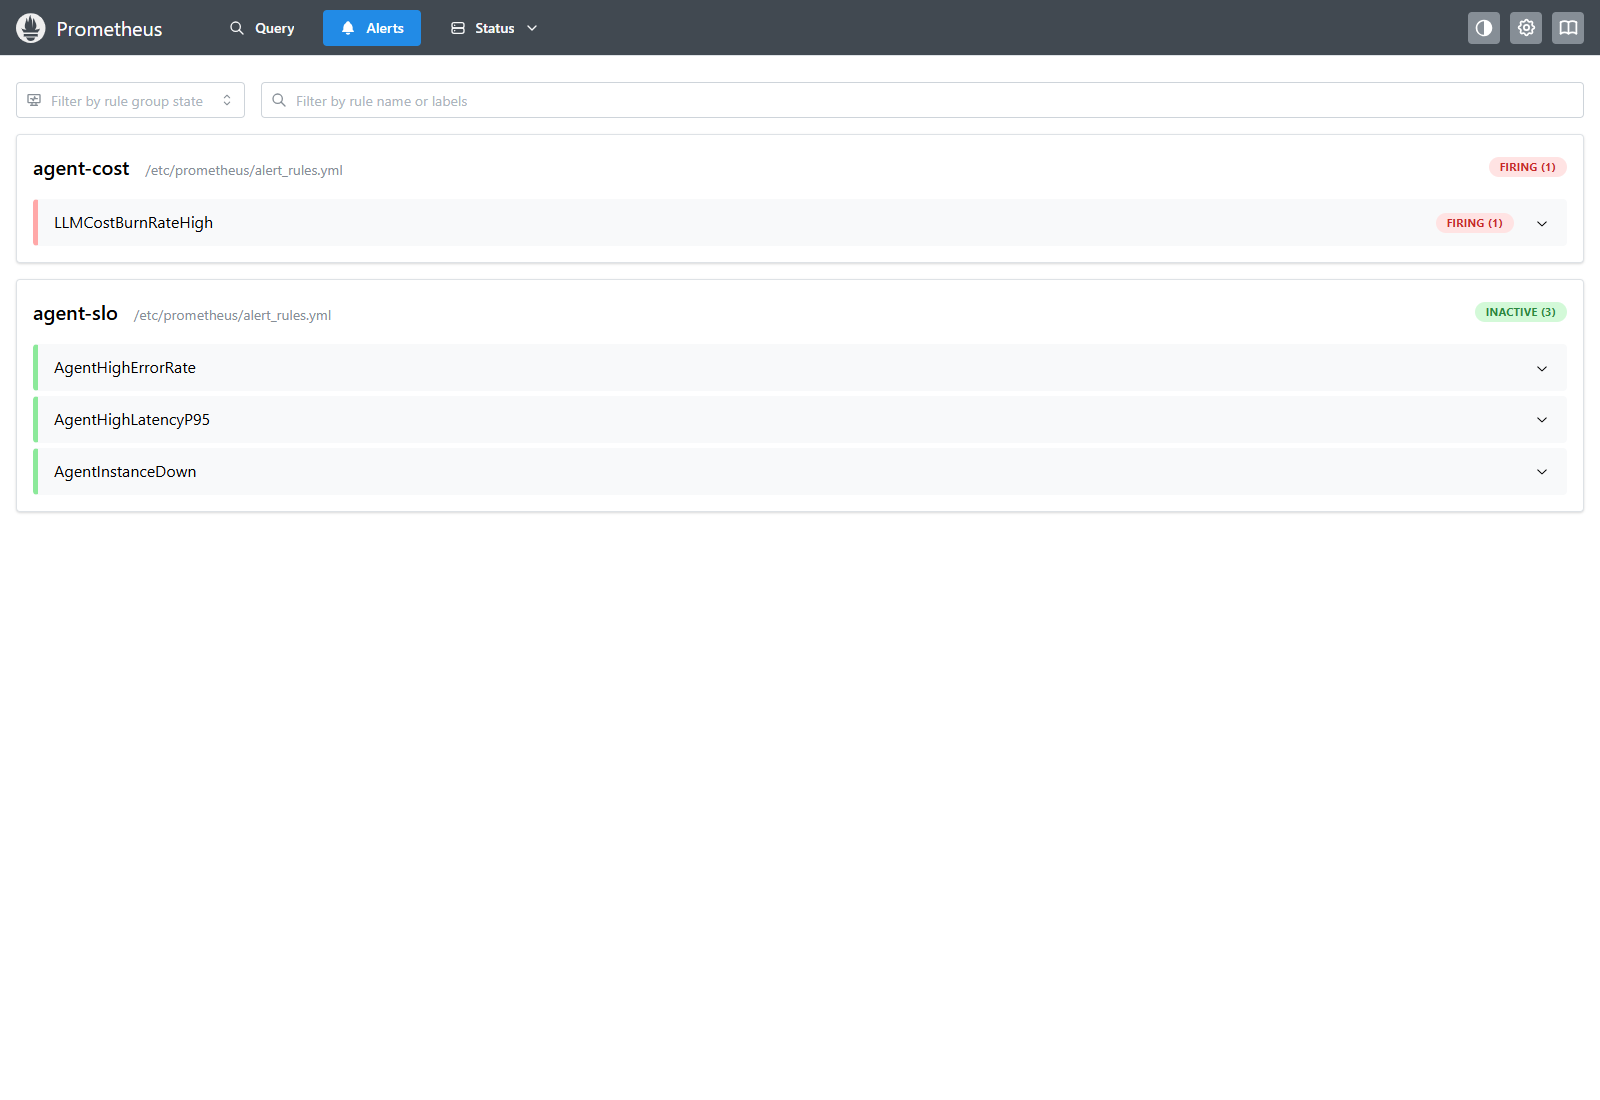 Prometheus Query Alerts Status
Filter by rule group state Filter by rule name or labels
agent-cost /etc/prometheus/alert_rules.yml FIRING (1)
LLMCostBurnRateHigh FIRING (1)
agent-slo /etc/prometheus/alert_rules.yml INACTIVE (3)
AgentHighErrorRate
AgentHighLatencyP95
AgentInstanceDown